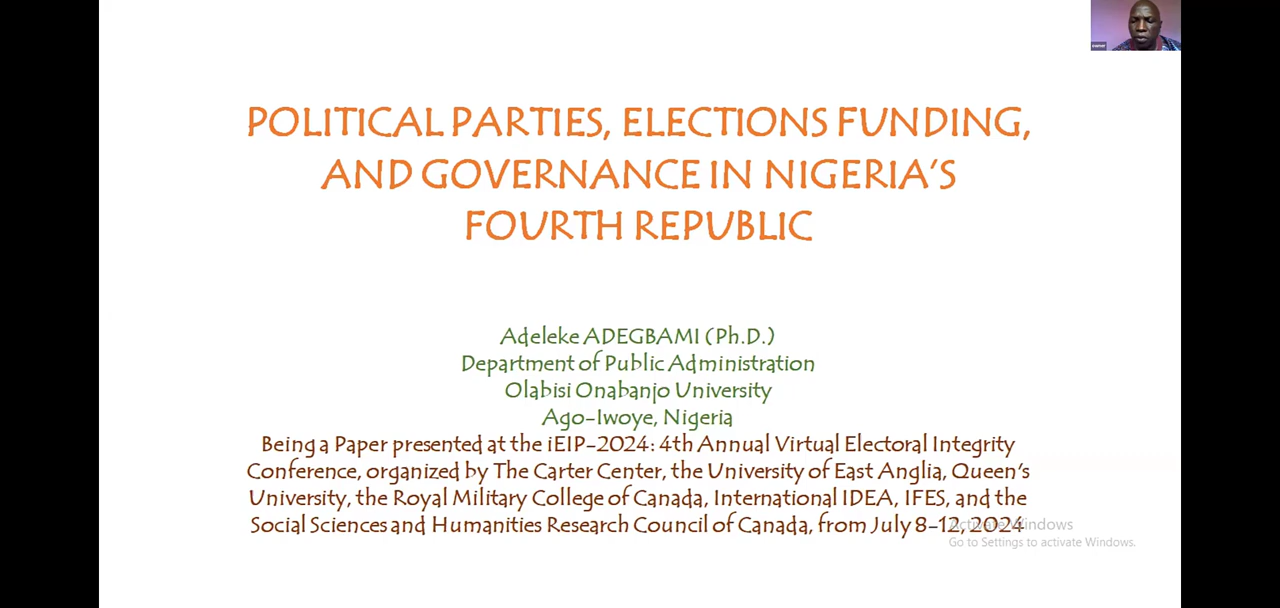 POLITICAL PARTIES, ELECTIONS FUNDING,
AND GOVERNANCE IN NIGERIA'S
FOURTH REPUBLIC
Adeleke ADEGBAMI (Ph.D.)
Department of Public Administration
Olabisi Onabanjo University
Ago-Iwoye, Nigeria
Being a Paper presented at the iEIP-2024: 4th Annual Virtual Electoral Integrity
Conference, organized by The Carter Center, the University of East Anglia, Queen's
University, the Royal Military College of Canada, International IDEA, IFES, and the
Social Sciences and Humanities Research Council of Canada, from July 8-12, 2024
Activate Windows
Go to Settings to activate Windows.